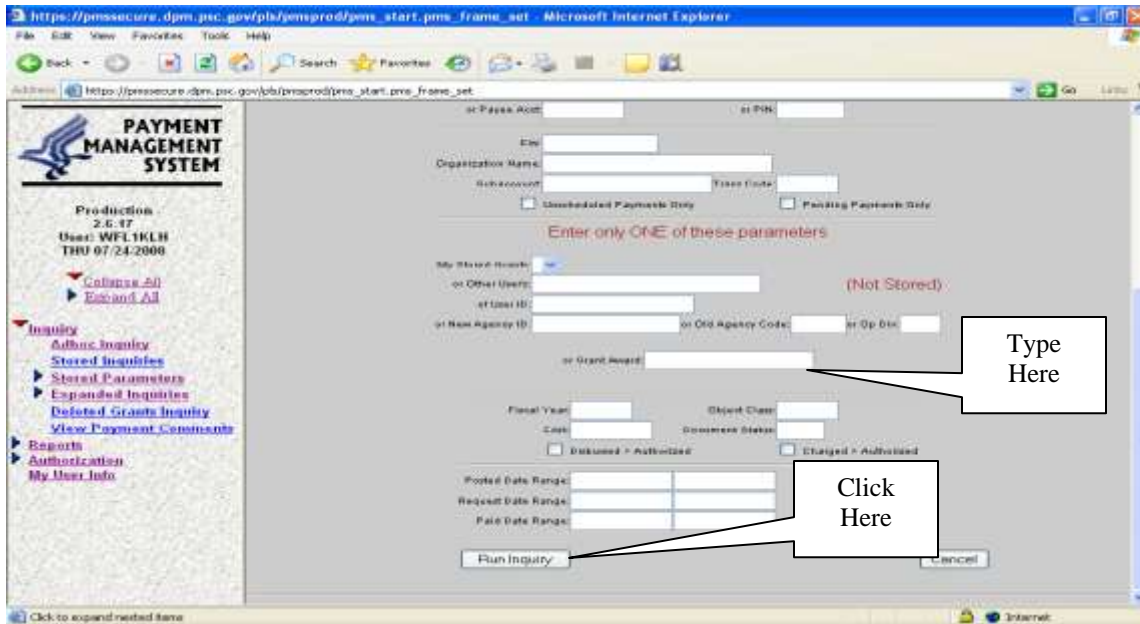 https://pmssecure.dpm.psc.gov/pls/pmsprod/pms_start.pms_frame_set - Microsoft Internet Explorer
File Edit View Favorites Tools Help
Back Search Favorites
Address https://pmssecure.dpm.psc.gov/pls/pmsprod/pms_start.pms_frame_set Go Links
PAYMENT
MANAGEMENT
SYSTEM
Production
2.6.17
User: WFL1KLH
THU 07/24/2008
Collapse All
Expand All
Inquiry
Adhoc Inquiry
Stored Inquiries
Stored Parameters
Expanded Inquiries
Deleted Grants Inquiry
View Payment Comments
Reports
Authorization
My User Info
or Payee Acct: or PIN:
Ein:
Organization Name:
Subaccount: Trans Code:
Unscheduled Payments Only Pending Payments Only
Enter only ONE of these parameters
My Stored Grants:
or Other Users: (Not Stored)
of User ID:
or New Agency ID: or Old Agency Code: or Op Div:
or Grant Award:
Type
Here
Fiscal Year: Object Class:
Can: Document Status:
Disbursed > Authorized Charged > Authorized
Posted Date Range:
Request Date Range:
Paid Date Range:
Click
Here
Run Inquiry Cancel
Click to expand nested items Internet